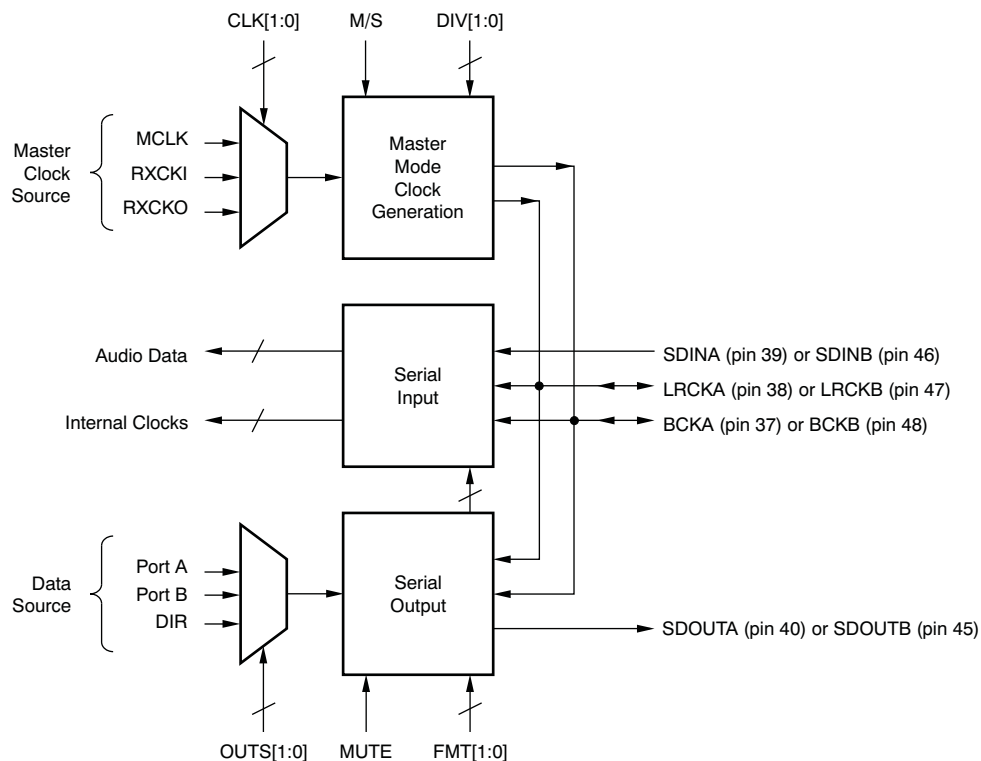 CLK[1:0]
M/S
DIV[1:0]
Master
Clock
Source
MCLK
RXCKI
RXCKO
Master
Mode
Clock
Generation
Audio Data
Internal Clocks
Serial
Input
SDINA (pin 39) or SDINB (pin 46)
LRCKA (pin 38) or LRCKB (pin 47)
BCKA (pin 37) or BCKB (pin 48)
Data
Source
Port A
Port B
DIR
Serial
Output
SDOUTA (pin 40) or SDOUTB (pin 45)
OUTS[1:0]
MUTE
FMT[1:0]